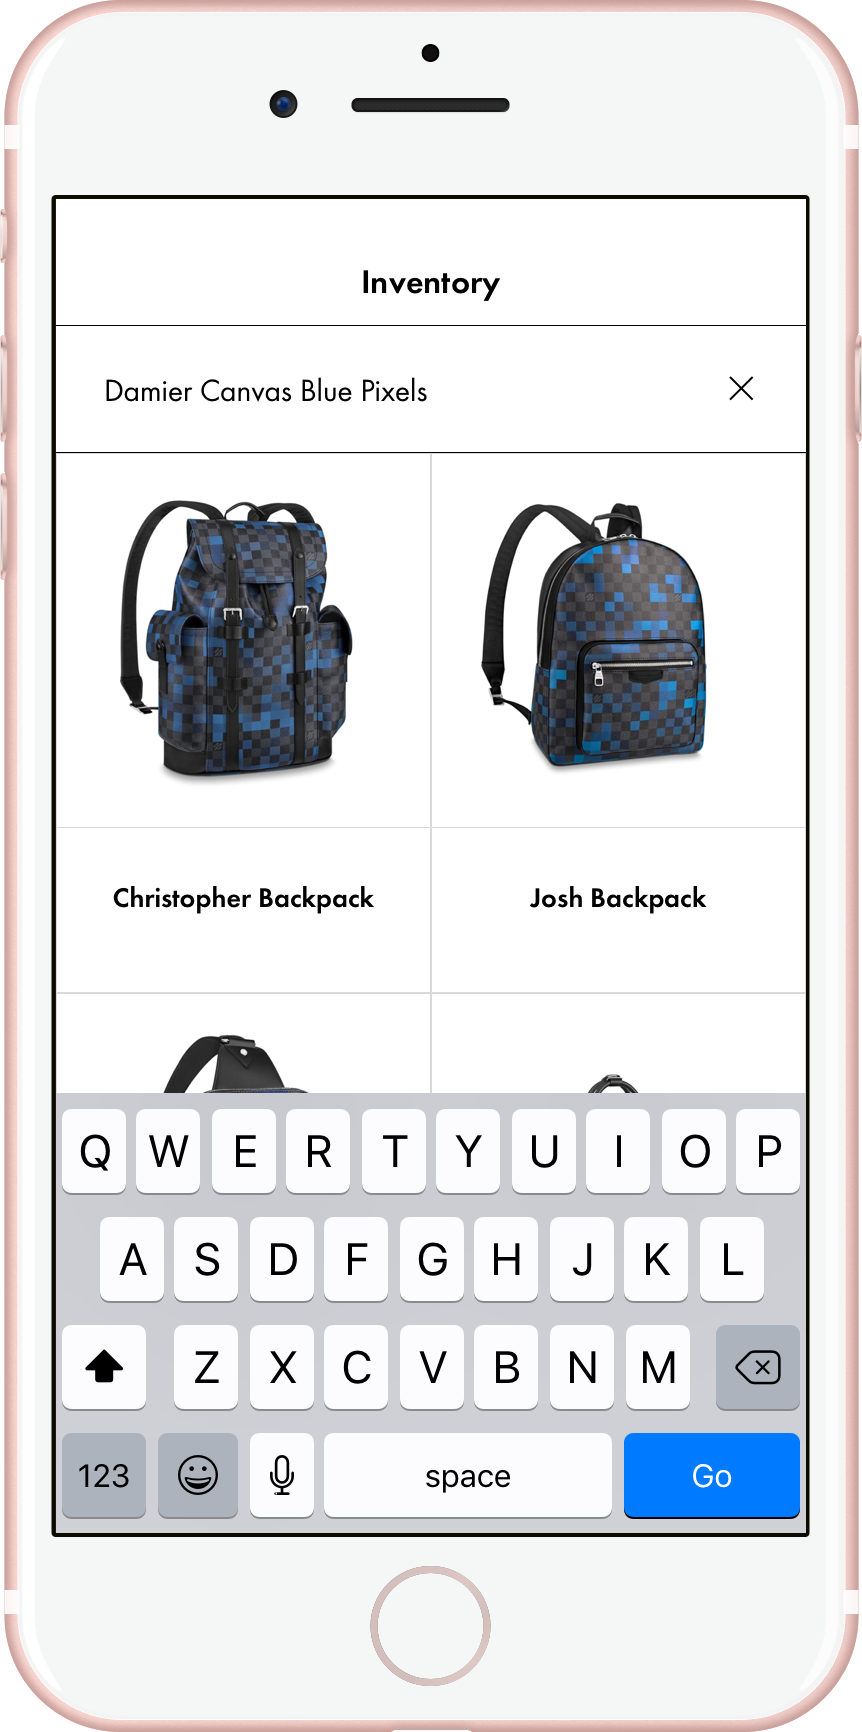 Inventory
Damier Canvas Blue Pixels
Christopher Backpack
Josh Backpack
Q W E R T Y U I O P
A S D F G H J K L
Z X C V B N M
123 space Go